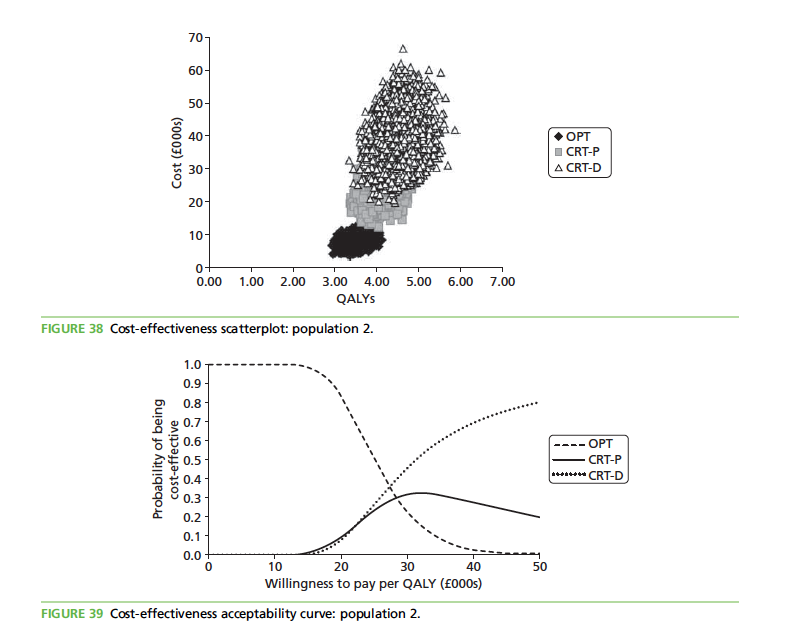 70
60
50
40
30
20
10
0
Cost (£000s)
0.00 1.00 2.00 3.00 4.00 5.00 6.00 7.00
QALYs
OPT
CRT-P
CRT-D
FIGURE 38 Cost-effectiveness scatterplot: population 2.
1.0
0.9
0.8
0.7
0.6
0.5
0.4
0.3
0.2
0.1
0.0
Probability of being
cost-effective
0 10 20 30 40 50
Willingness to pay per QALY (£000s)
OPT
CRT-P
CRT-D
FIGURE 39 Cost-effectiveness acceptability curve: population 2.